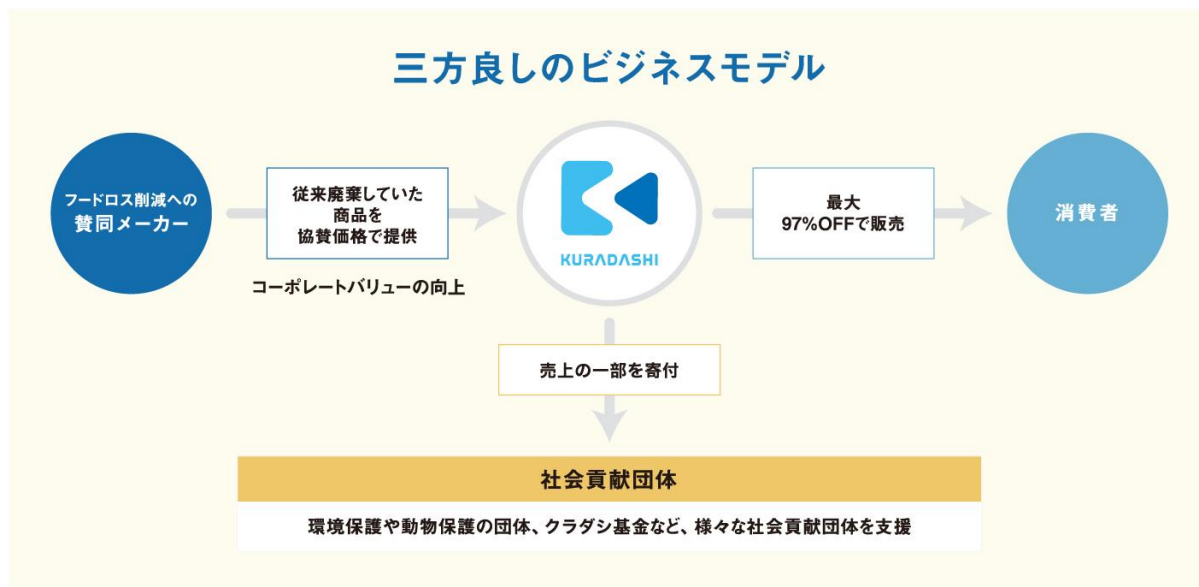 三方良しのビジネスモデル
フードロス削減への
賛同メーカー
従来廃棄していた
商品を
協賛価格で提供
コーポレートバリューの向上
KURADASHI
最大
97%OFFで販売
消費者
売上の一部を寄付
社会貢献団体
環境保護や動物保護の団体、クラダシ基金など、様々な社会貢献団体を支援